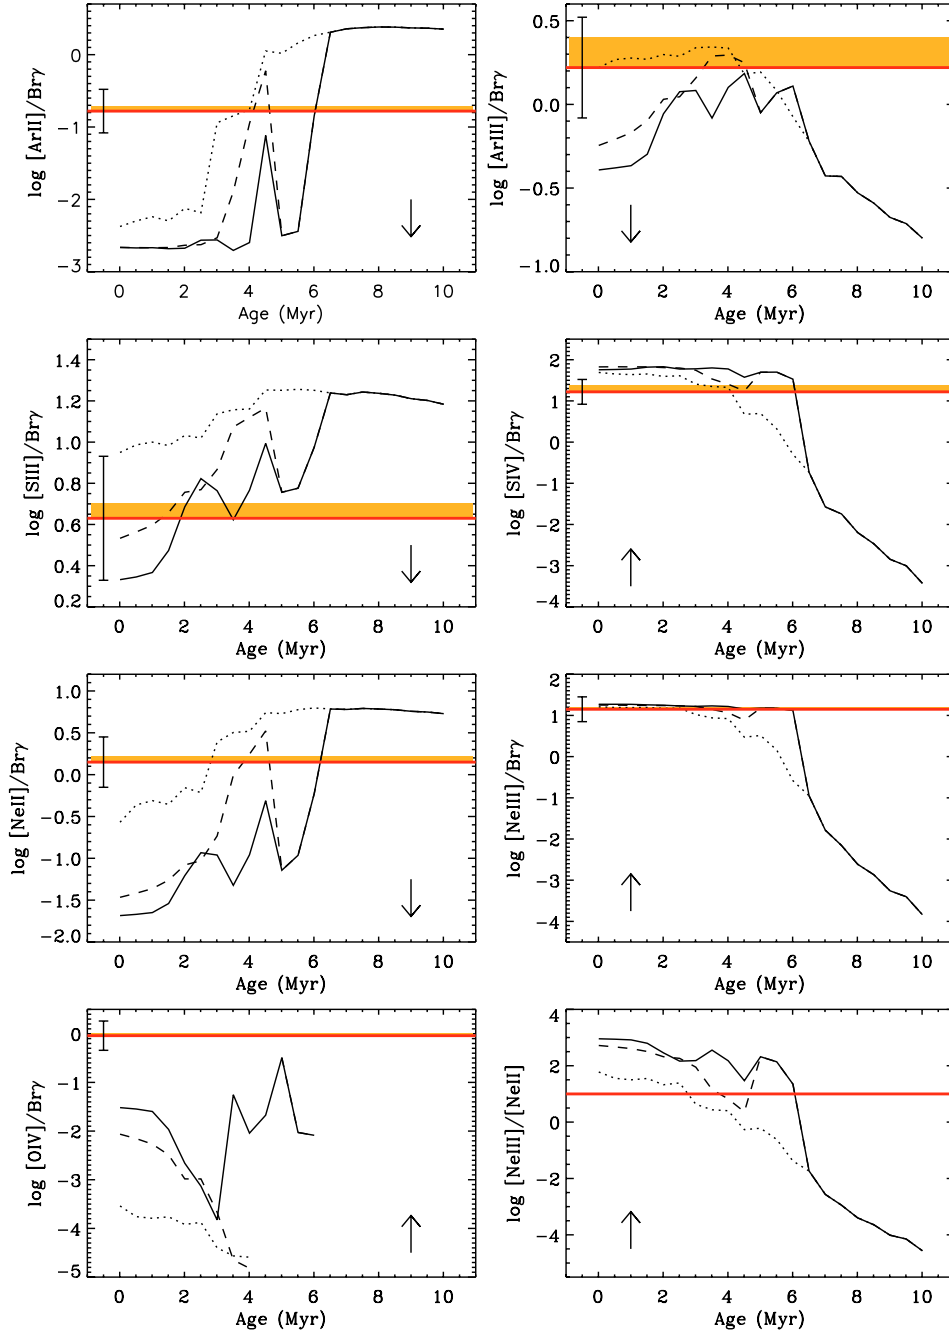 log [ArII]/Brγ
0
−1
−2
−3
0 2 4 6 8 10
Age (Myr)
log [ArIII]/Brγ
0.5
0.0
−0.5
−1.0
0 2 4 6 8 10
Age (Myr)
log [SIII]/Brγ
1.4
1.2
1.0
0.8
0.6
0.4
0.2
0 2 4 6 8 10
Age (Myr)
log [SIV]/Brγ
2
1
0
−1
−2
−3
−4
0 2 4 6 8 10
Age (Myr)
log [NeII]/Brγ
1.0
0.5
0.0
−0.5
−1.0
−1.5
−2.0
0 2 4 6 8 10
Age (Myr)
log [NeIII]/Brγ
2
1
0
−1
−2
−3
−4
0 2 4 6 8 10
Age (Myr)
log [OIV]/Brγ
0
−1
−2
−3
−4
−5
0 2 4 6 8 10
Age (Myr)
log [NeIII]/[NeII]
4
2
0
−2
−4
0 2 4 6 8 10
Age (Myr)